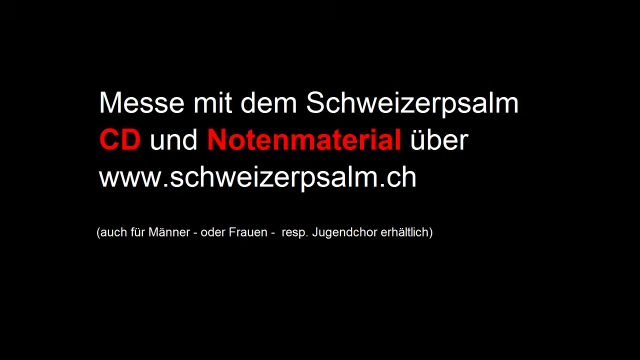 Messe mit dem Schweizerpsalm
CD und Notenmaterial über
www.schweizerpsalm.ch
(auch für Männer - oder Frauen - resp. Jugendchor erhältlich)